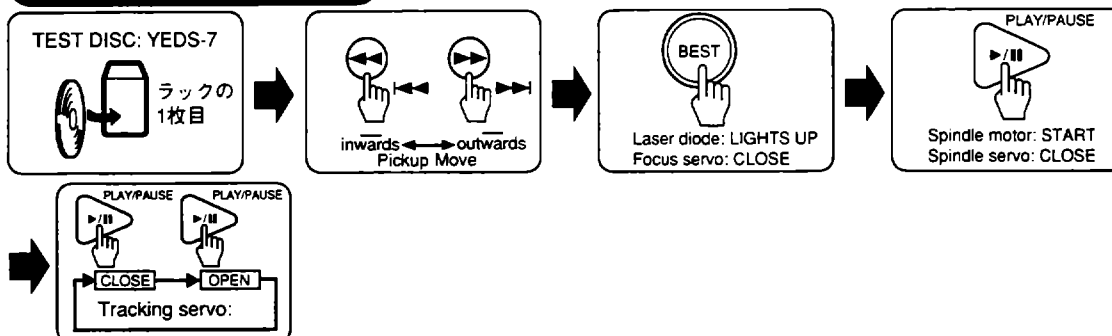 TEST DISC: YEDS-7
ラックの
1枚目
inwards outwards
Pickup Move
BEST
Laser diode: LIGHTS UP
Focus servo: CLOSE
PLAY/PAUSE
Spindle motor: START
Spindle servo: CLOSE
PLAY/PAUSE PLAY/PAUSE
CLOSE OPEN
Tracking servo: